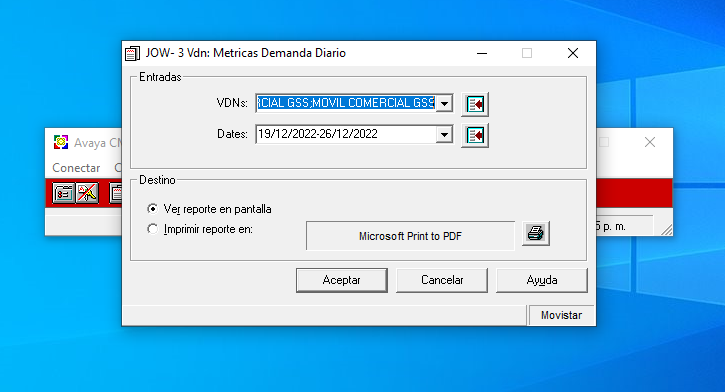 JOW- 3 Vdn: Metricas Demanda Diario
Entradas
VDNs: RCIAL GSS;MOVIL COMERCIAL GSS
Dates: 19/12/2022-26/12/2022
Avaya CM
Conectar C
Destino
Ver reporte en pantalla
Imprimir reporte en: Microsoft Print to PDF
5 p. m.
Aceptar Cancelar Ayuda
Movistar